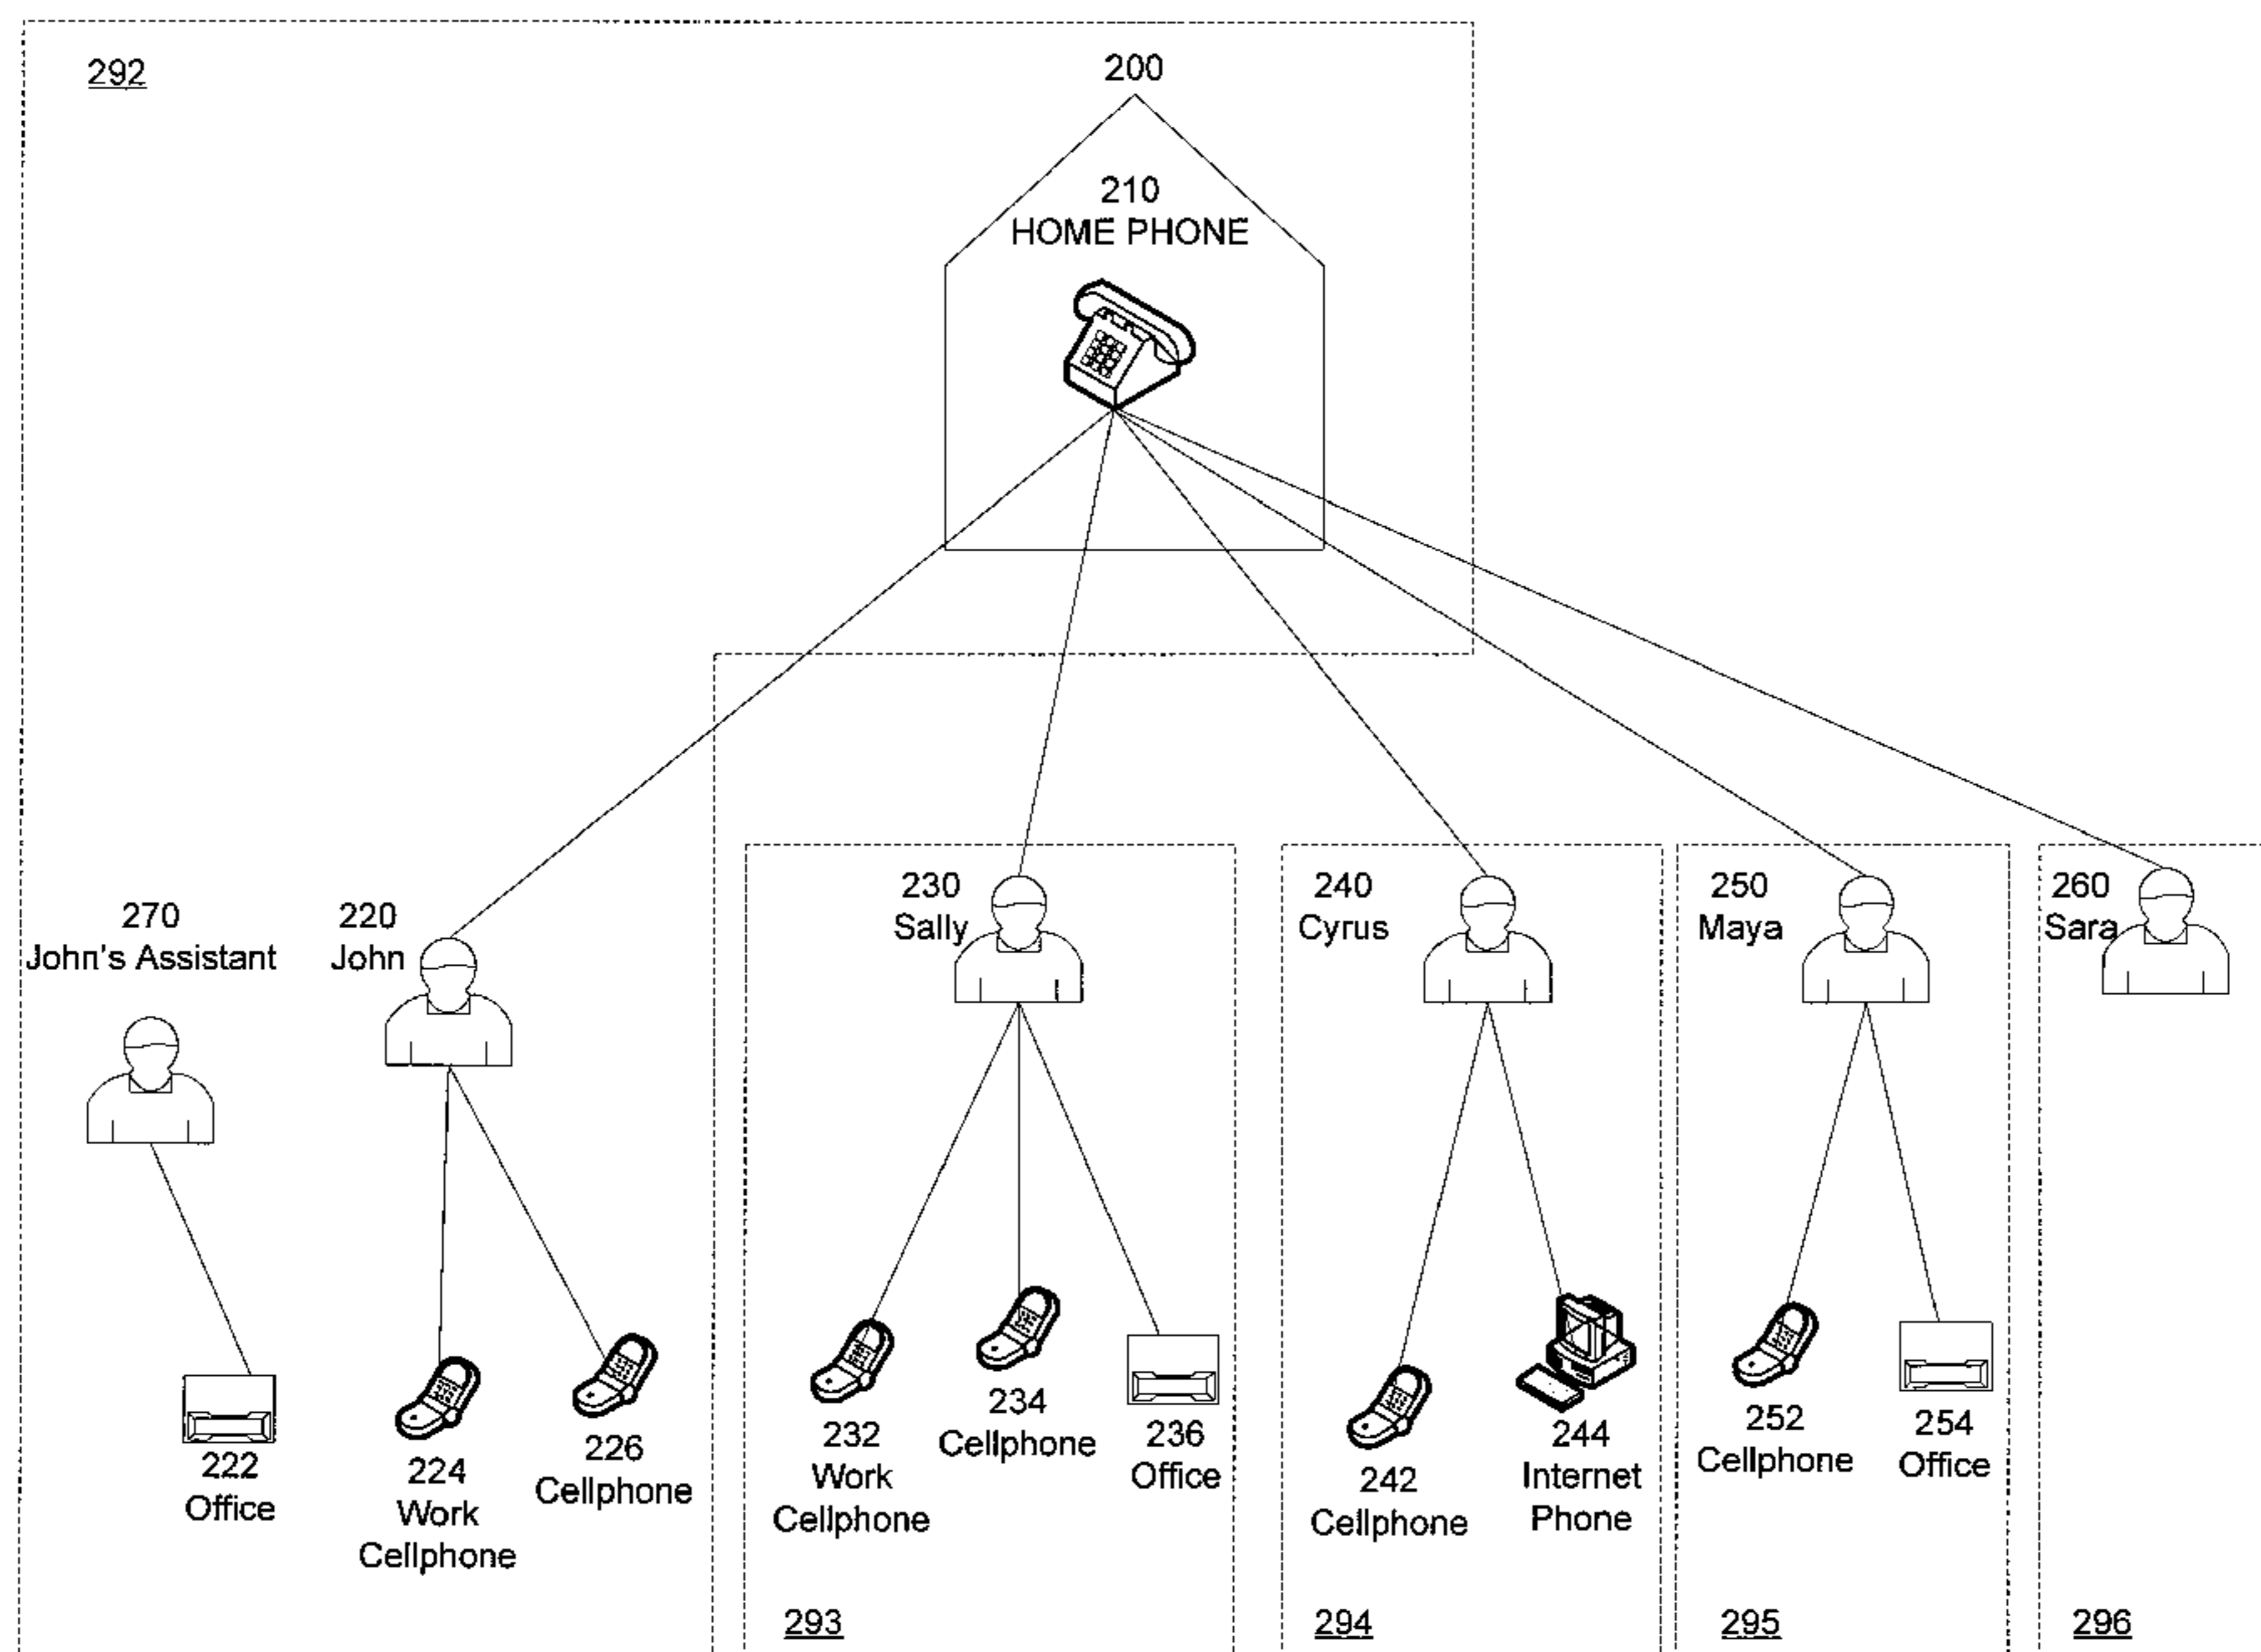 292
200
210
HOME PHONE
270
John's Assistant
220
John
230
Sally
240
Cyrus
250
Maya
260
Sara
222
Office
224
Work
Cellphone
226
Cellphone
232
Work
Cellphone
234
Cellphone
236
Office
242
Cellphone
244
Internet
Phone
252
Cellphone
254
Office
293
294
295
296